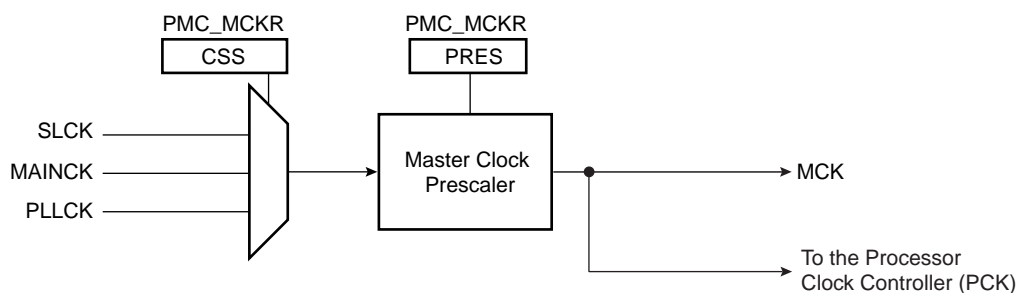 PMC_MCKR
PMC_MCKR
CSS
PRES
SLCK
MAINCK
PLLCK
Master Clock
Prescaler
MCK
To the Processor
Clock Controller (PCK)